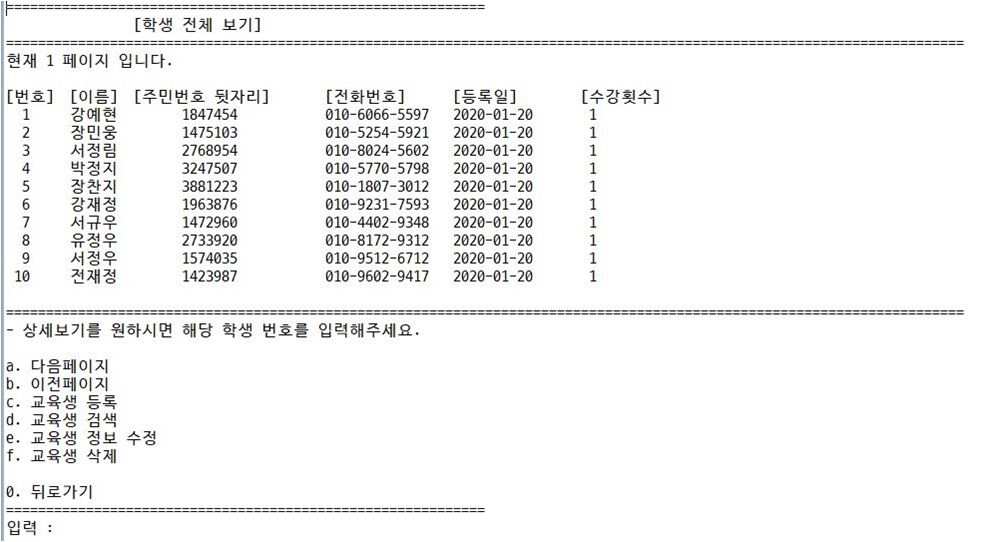 ============================================================
[학생 전체 보기]
========================================================================================================================
현재 1 페이지 입니다.
[번호] [이름] [주민번호 뒷자리] [전화번호] [등록일] [수강횟수]
1 강예현 1847454 010-6066-5597 2020-01-20 1
2 장민웅 1475103 010-5254-5921 2020-01-20 1
3 서정림 2768954 010-8024-5602 2020-01-20 1
4 박정지 3247507 010-5770-5798 2020-01-20 1
5 장찬지 3881223 010-1807-3012 2020-01-20 1
6 강재정 1963876 010-9231-7593 2020-01-20 1
7 서규우 1472960 010-4402-9348 2020-01-20 1
8 유정우 2733920 010-8172-9312 2020-01-20 1
9 서정우 1574035 010-9512-6712 2020-01-20 1
10 전재정 1423987 010-9602-9417 2020-01-20 1
========================================================================================================================
- 상세보기를 원하시면 해당 학생 번호를 입력해주세요.
a. 다음페이지
b. 이전페이지
c. 교육생 등록
d. 교육생 검색
e. 교육생 정보 수정
f. 교육생 삭제
0. 뒤로가기
============================================================
입력 :